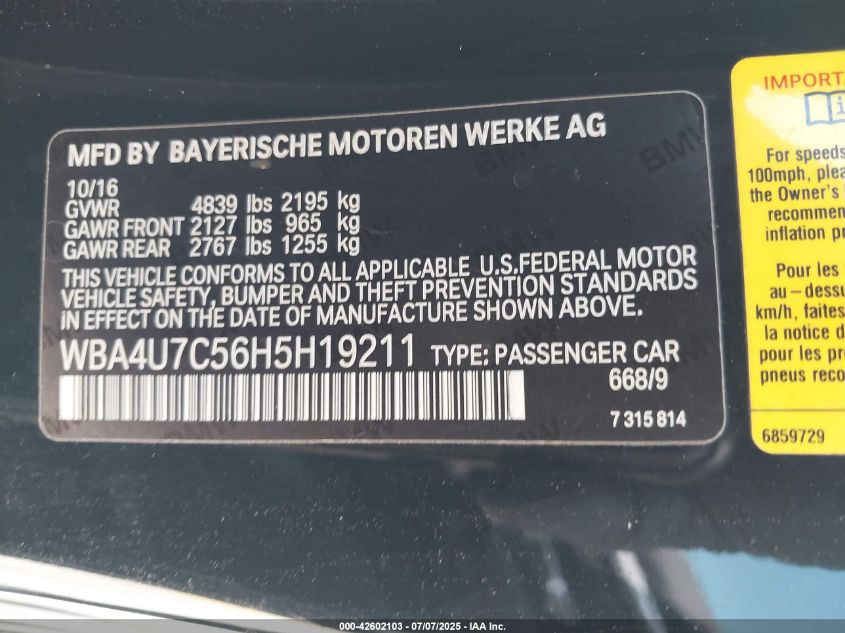 MFD BY BAYERISCHE MOTOREN WERKE AG
10/16
GVWR 4839 lbs 2195 kg
GAWR FRONT 2127 lbs 965 kg
GAWR REAR 2767 lbs 1255 kg
THIS VEHICLE CONFORMS TO ALL APPLICABLE U.S.FEDERAL MOTOR
VEHICLE SAFETY, BUMPER AND THEFT PREVENTION STANDARDS
IN EFFECT ON THE DATE OF MANUFACTURE SHOWN ABOVE.
WBA4U7C56H5H19211 TYPE: PASSENGER CAR
668/9
7 315 814
IMPORTA
For speeds
100mph, plea
the Owner's
recommen
inflation p
Pour les
au-dessu
km/h, faites
la notice d
pour les p
pneus reco
6859729
000-42602103 - 07/07/2025 - IAA Inc.